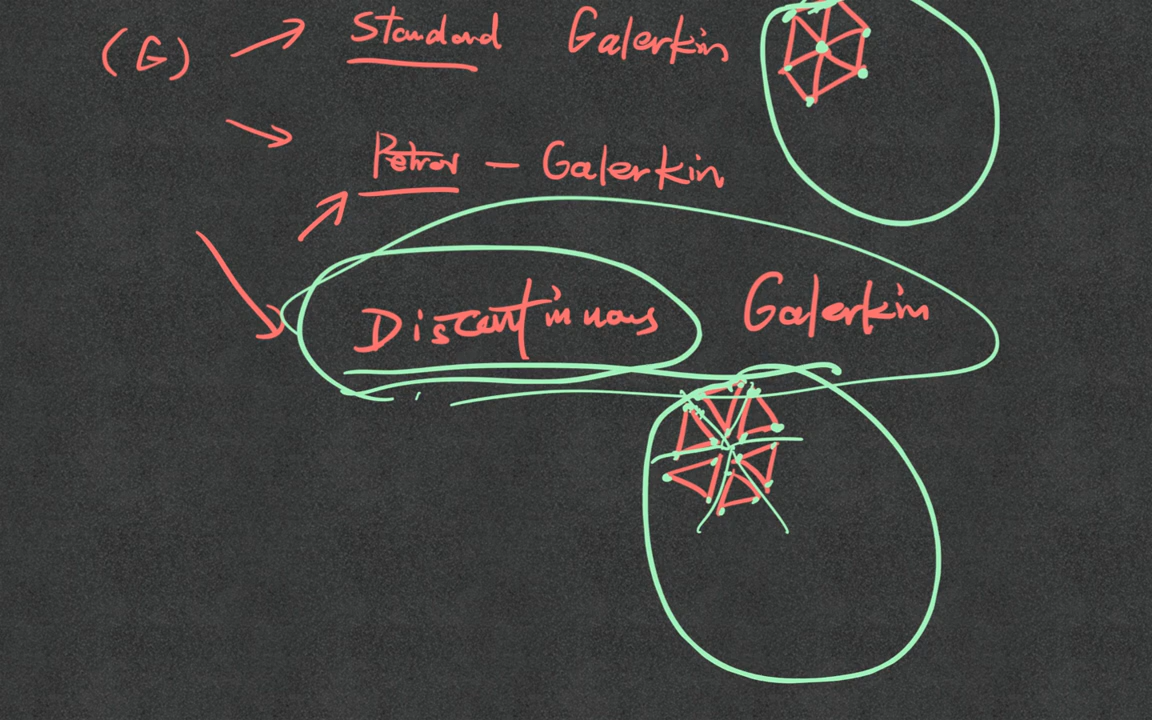 (G) → Standard Galerkin
→ Petrov - Galerkin
Discontinuous Galerkin